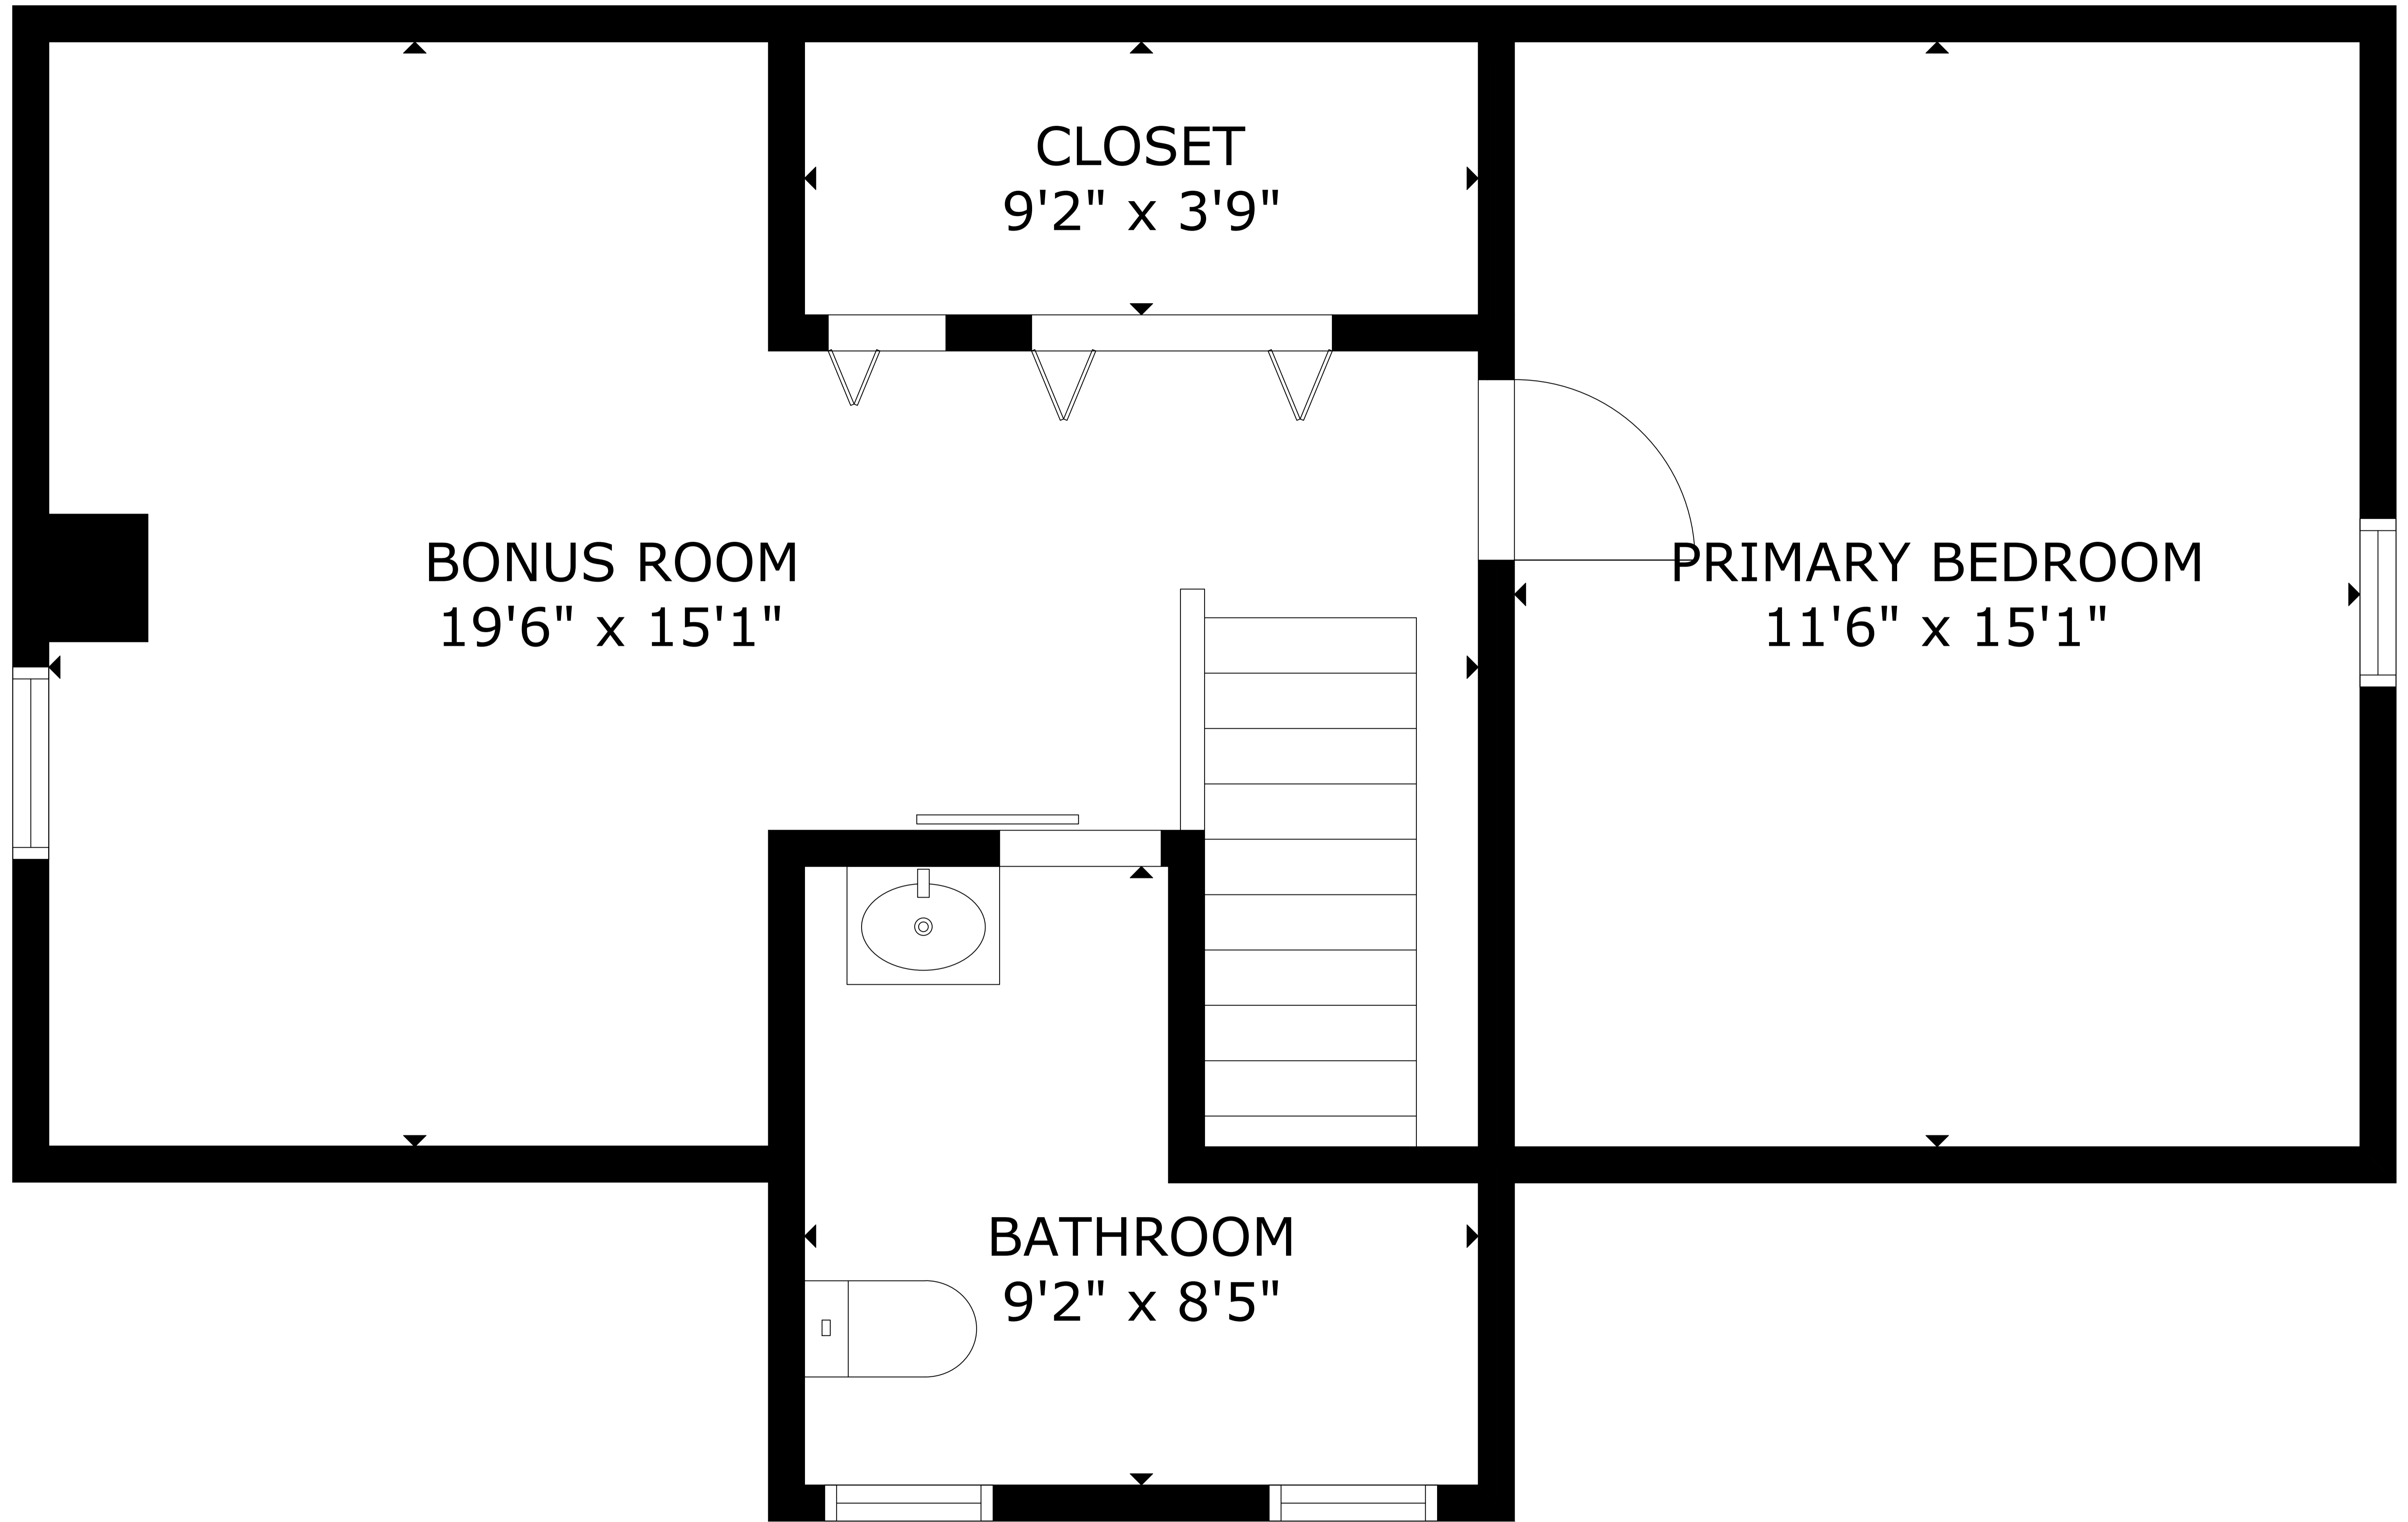 CLOSET
9'2" x 3'9"
BONUS ROOM
19'6" x 15'1"
PRIMARY BEDROOM
11'6" x 15'1"
BATHROOM
9'2" x 8'5"